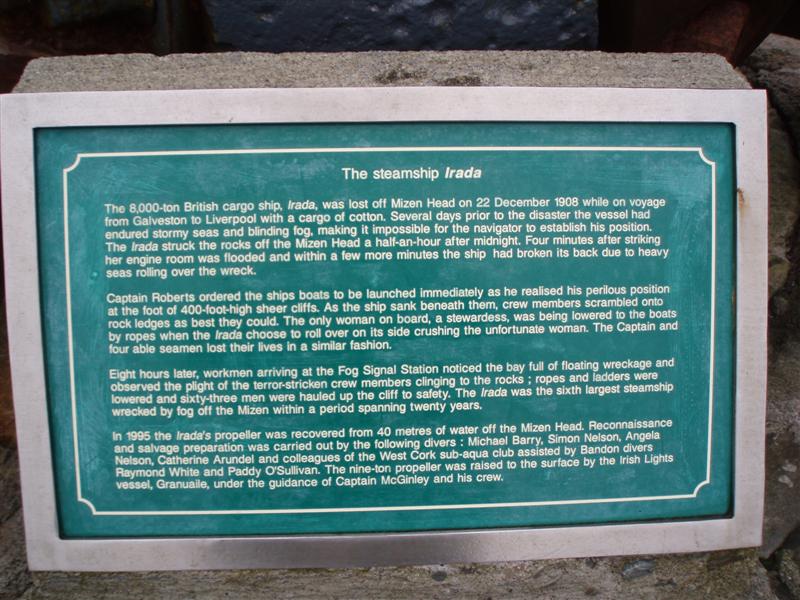 The steamship Irada
The 8,000-ton British cargo ship, Irada, was lost off Mizen Head on 22 December 1908 while on voyage
from Galveston to Liverpool with a cargo of cotton. Several days prior to the disaster the vessel had
endured stormy seas and blinding fog, making it impossible for the navigator to establish his position.
The Irada struck the rocks off the Mizen Head a half-an-hour after midnight. Four minutes after striking
her engine room was flooded and within a few more minutes the ship had broken its back due to heavy
seas rolling over the wreck.
Captain Roberts ordered the ships boats to be launched immediately as he realised his perilous position
at the foot of 400-foot-high sheer cliffs. As the ship sank beneath them, crew members scrambled onto
rock ledges as best they could. The only woman on board, a stewardess, was being lowered to the boats
by ropes when the Irada choose to roll over on its side crushing the unfortunate woman. The Captain and
four able seamen lost their lives in a similar fashion.
Eight hours later, workmen arriving at the Fog Signal Station noticed the bay full of floating wreckage and
observed the plight of the terror-stricken crew members clinging to the rocks ; ropes and ladders were
lowered and sixty-three men were hauled up the cliff to safety. The Irada was the sixth largest steamship
wrecked by fog off the Mizen within a period spanning twenty years.
In 1995 the Irada's propeller was recovered from 40 metres of water off the Mizen Head. Reconnaissance
and salvage preparation was carried out by the following divers : Michael Barry, Simon Nelson, Angela
Nelson, Catherine Arundel and colleagues of the West Cork sub-aqua club assisted by Bandon divers
Raymond White and Paddy O'Sullivan. The nine-ton propeller was raised to the surface by the Irish Lights
vessel, Granuaile, under the guidance of Captain McGinley and his crew.